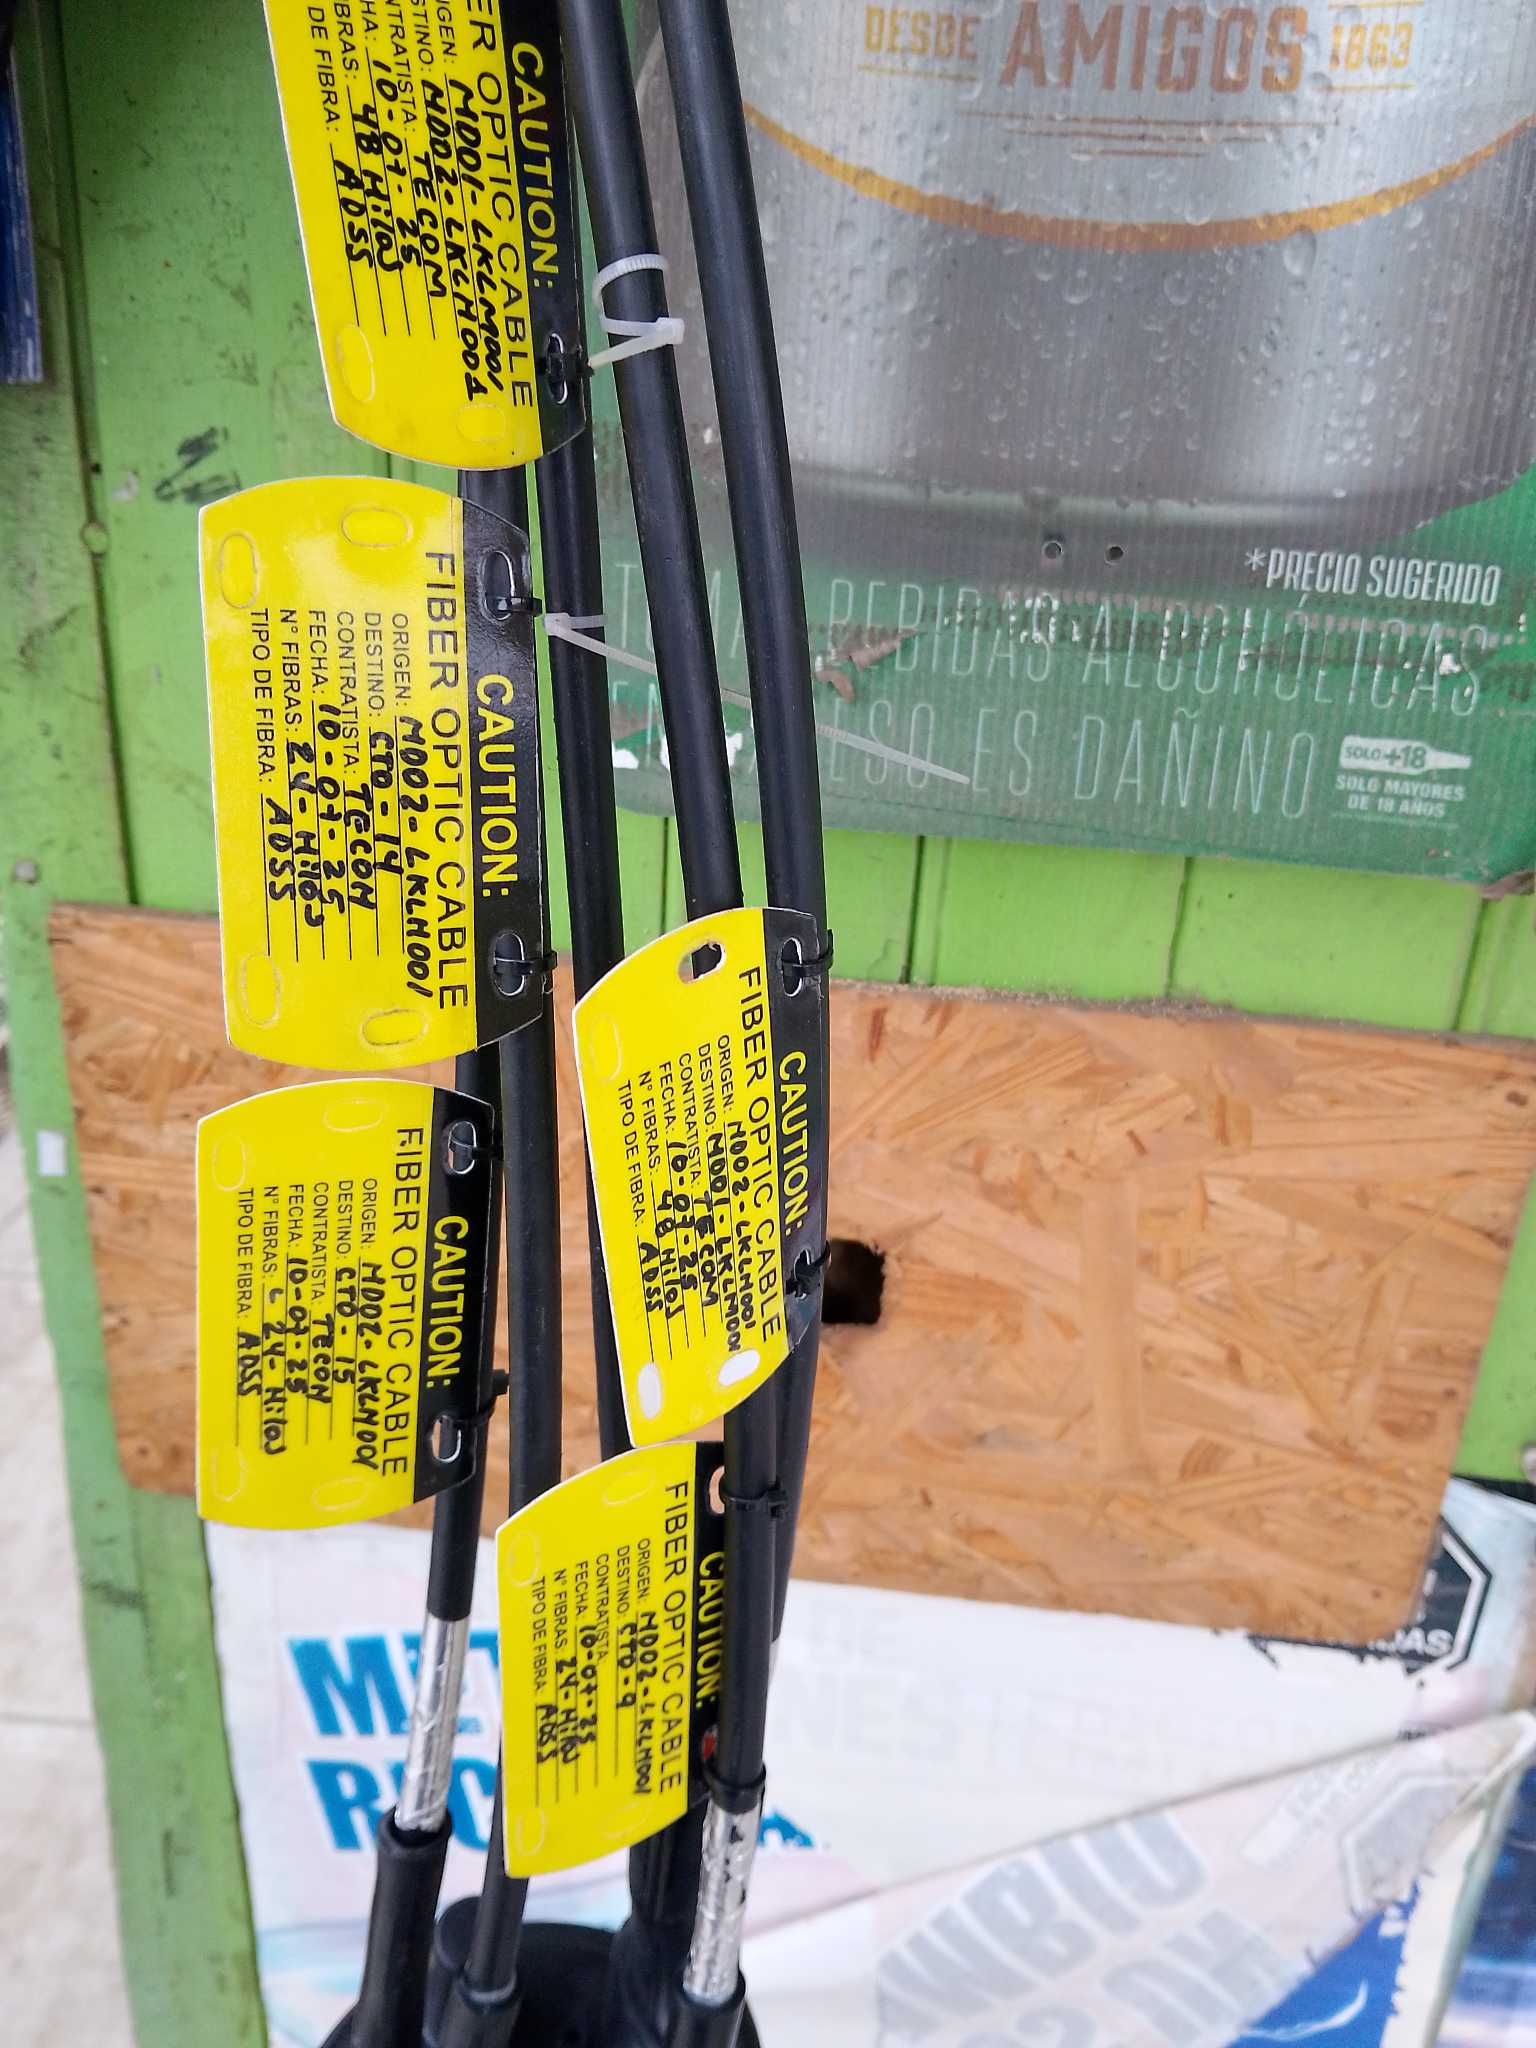 CAUTION:
FIBER OPTIC CABLE
ORIGEN: MD01-LKLM001
DESTINO: MD02-LKLM001
CONTRATISTA: TECOM
FECHA: 10-07-25
N° FIBRAS: 48 Hilos
DE FIBRA: ADSS
CAUTION:
FIBER OPTIC CABLE
ORIGEN: MD02-LKLM001
DESTINO: CTO-14
CONTRATISTA: TECOM
FECHA: 10-07-25
N° FIBRAS: 24-Hilos
TIPO DE FIBRA: ADSS
CAUTION:
FIBER OPTIC CABLE
ORIGEN: MD02-LKLM001
DESTINO: CTO-15
CONTRATISTA: TECOM
FECHA: 10-07-25
N° FIBRAS: 24-Hilos
TIPO DE FIBRA: ADSS
CAUTION:
FIBER OPTIC CABLE
ORIGEN: MD02-LKLM001
DESTINO: MD01-LKLM001
CONTRATISTA: TECOM
FECHA: 10-07-25
N° FIBRAS: 48 Hilos
TIPO DE FIBRA: ADSS
CAUTION:
FIBER OPTIC CABLE
ORIGEN: MD02-LKLM001
DESTINO: CTO-9
CONTRATISTA:
FECHA: 10-07-25
N° FIBRAS: 24-Hilos
TIPO DE FIBRA: ADSS
DESDE AMIGOS 1863
*PRECIO SUGERIDO
BEBIDAS ALCOHÓLICAS
ES DAÑINO
SOLO +18
SOLO MAYORES
DE 18 AÑOS